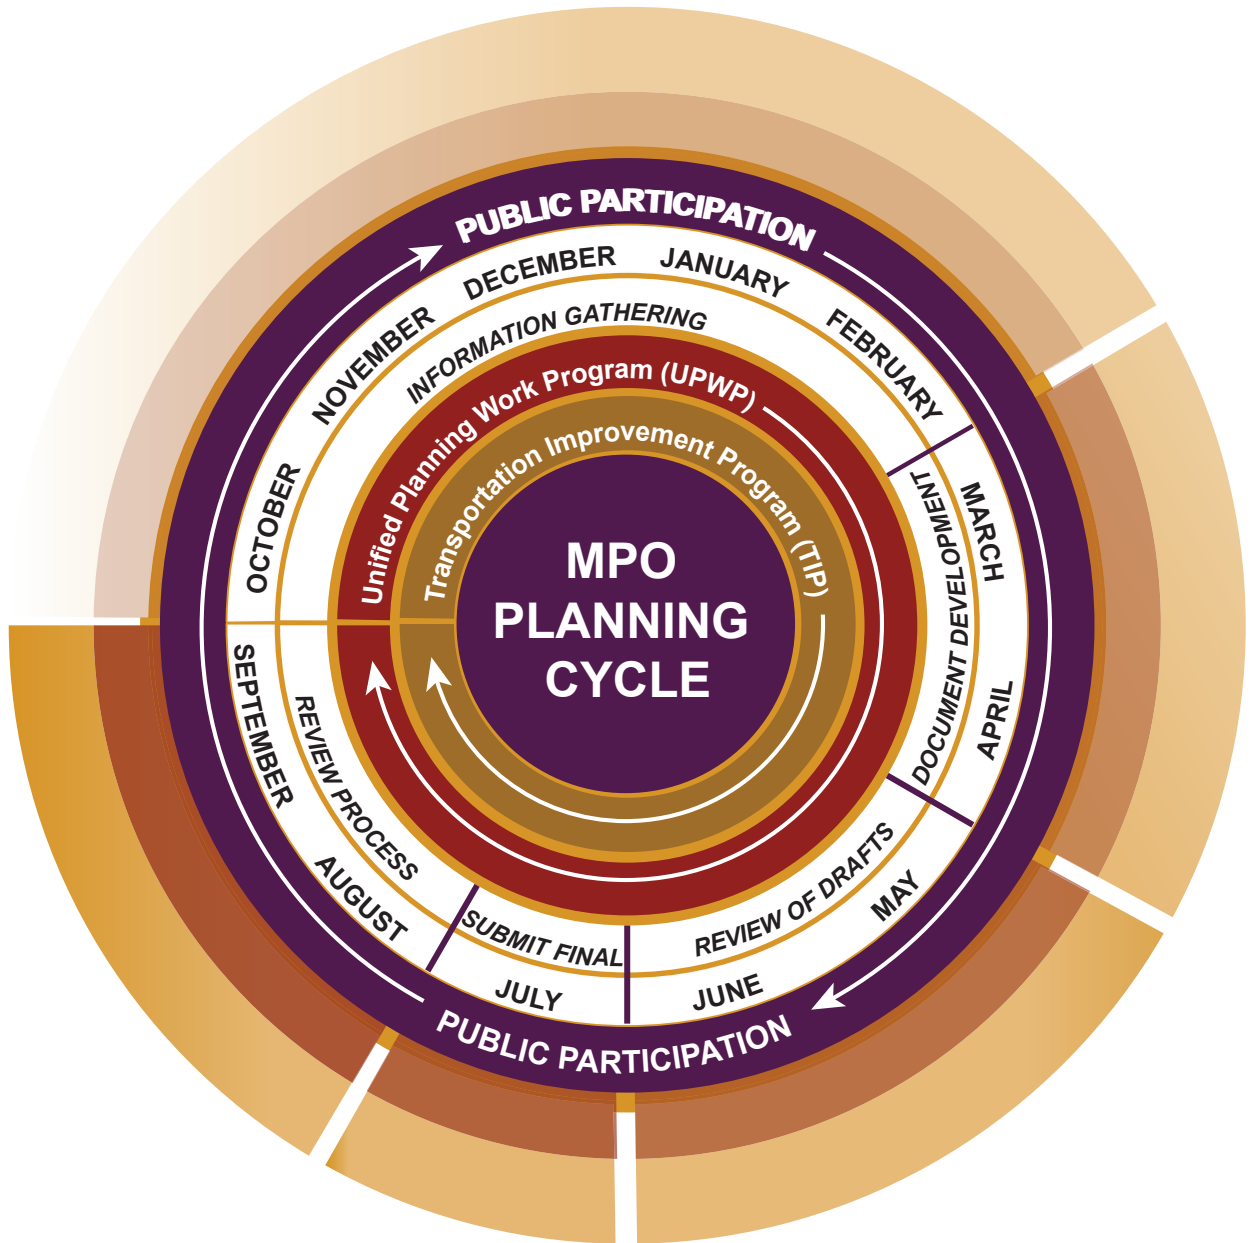 PUBLIC PARTICIPATION
OCTOBER
NOVEMBER
DECEMBER
JANUARY
FEBRUARY
MARCH
APRIL
MAY
JUNE
JULY
AUGUST
SEPTEMBER
INFORMATION GATHERING
DOCUMENT DEVELOPMENT
REVIEW OF DRAFTS
SUBMIT FINAL
REVIEW PROCESS
Unified Planning Work Program (UPWP)
Transportation Improvement Program (TIP)
MPO
PLANNING
CYCLE
PUBLIC PARTICIPATION